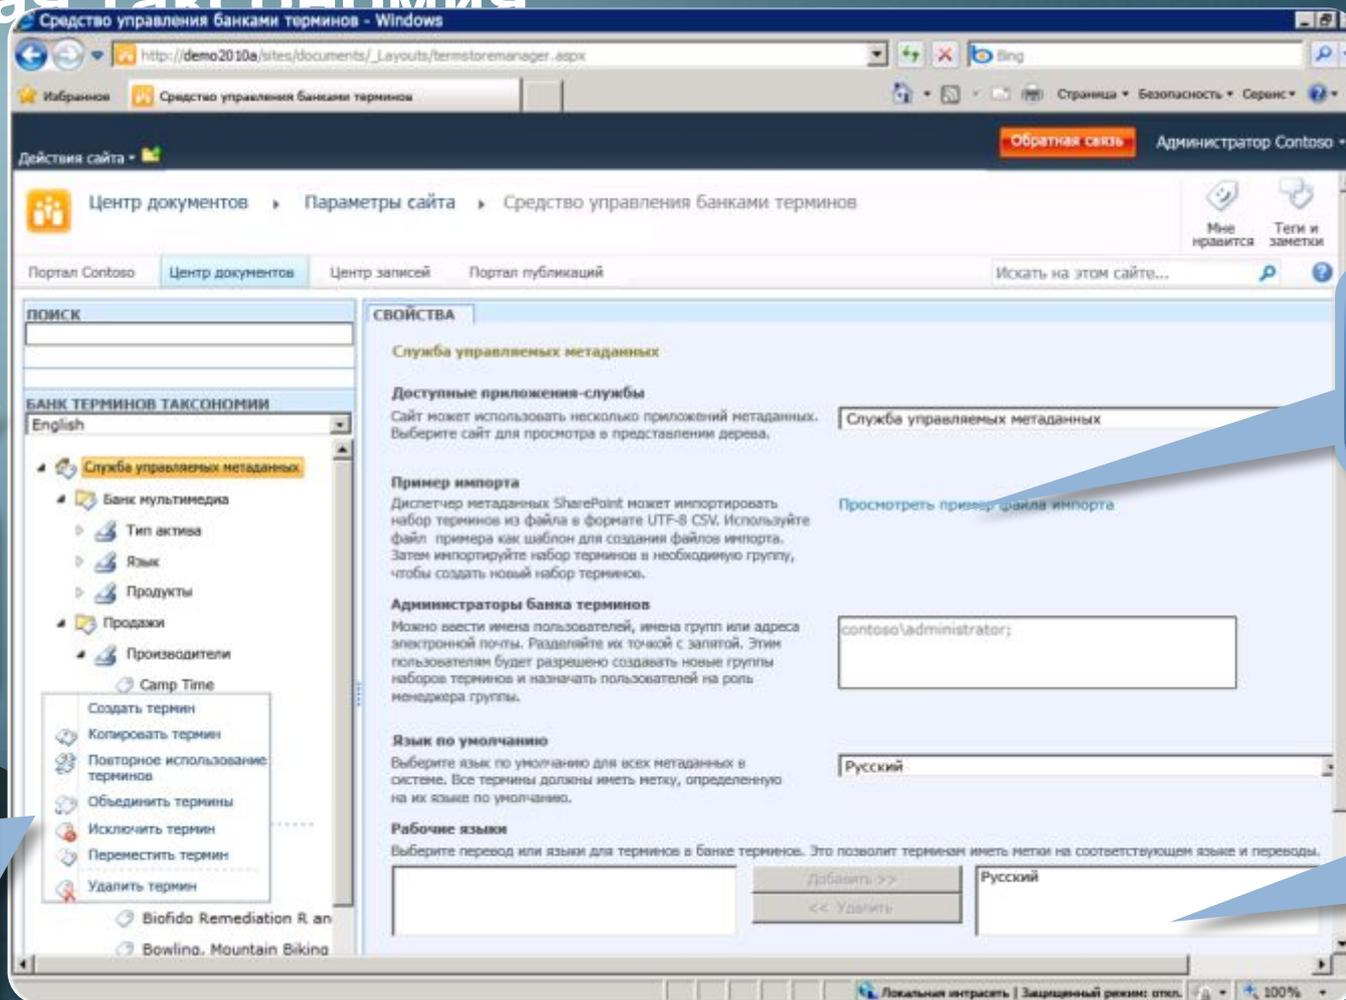 ая таксономия
Средство управления банками терминов - Windows
http://demo2010a/sites/documents/_Layouts/termstoremanager.aspx
Bing
Избранное
Средство управления банками терминов
Страница
Безопасность
Сервис
Действия сайта
Обратная связь
Администратор Contoso
Центр документов
Параметры сайта
Средство управления банками терминов
Мне нравится
Теги и заметки
Портал Contoso
Центр документов
Центр записей
Портал публикаций
Искать на этом сайте...
ПОИСК
БАНК ТЕРМИНОВ ТАКСОНОМИИ
English
Служба управляемых метаданных
Банк мультимедиа
Тип актива
Язык
Продукты
Продажи
Производители
Camp Time
Создать термин
Копировать термин
Повторное использование
терминов
Объединить термины
Исключить термин
Переместить термин
Удалить термин
Biofido Remediation R an
Bowling, Mountain Biking
СВОЙСТВА
Служба управляемых метаданных
Доступные приложения-службы
Сайт может использовать несколько приложений метаданных.
Выберите сайт для просмотра в представлении дерева.
Служба управляемых метаданных
Пример импорта
Диспетчер метаданных SharePoint может импортировать
набор терминов из файла в формате UTF-8 CSV. Используйте
файл примера как шаблон для создания файлов импорта.
Затем импортируйте набор терминов в необходимую группу,
чтобы создать новый набор терминов.
Просмотреть пример файла импорта
Администраторы банка терминов
Можно ввести имена пользователей, имена групп или адреса
электронной почты. Разделяйте их точкой с запятой. Этим
пользователям будет разрешено создавать новые группы
наборов терминов и назначать пользователей на роль
менеджера группы.
contoso\administrator;
Язык по умолчанию
Выберите язык по умолчанию для всех метаданных в
системе. Все термины должны иметь метку, определенную
на их языке по умолчанию.
Русский
Рабочие языки
Выберите перевод или языки для терминов в банке терминов. Это позволит терминам иметь метки на соответствующем языке и переводы.
Добавить >>
<< Удалить
Русский
Локальная интрасеть | Защищенный режим: откл.
100%